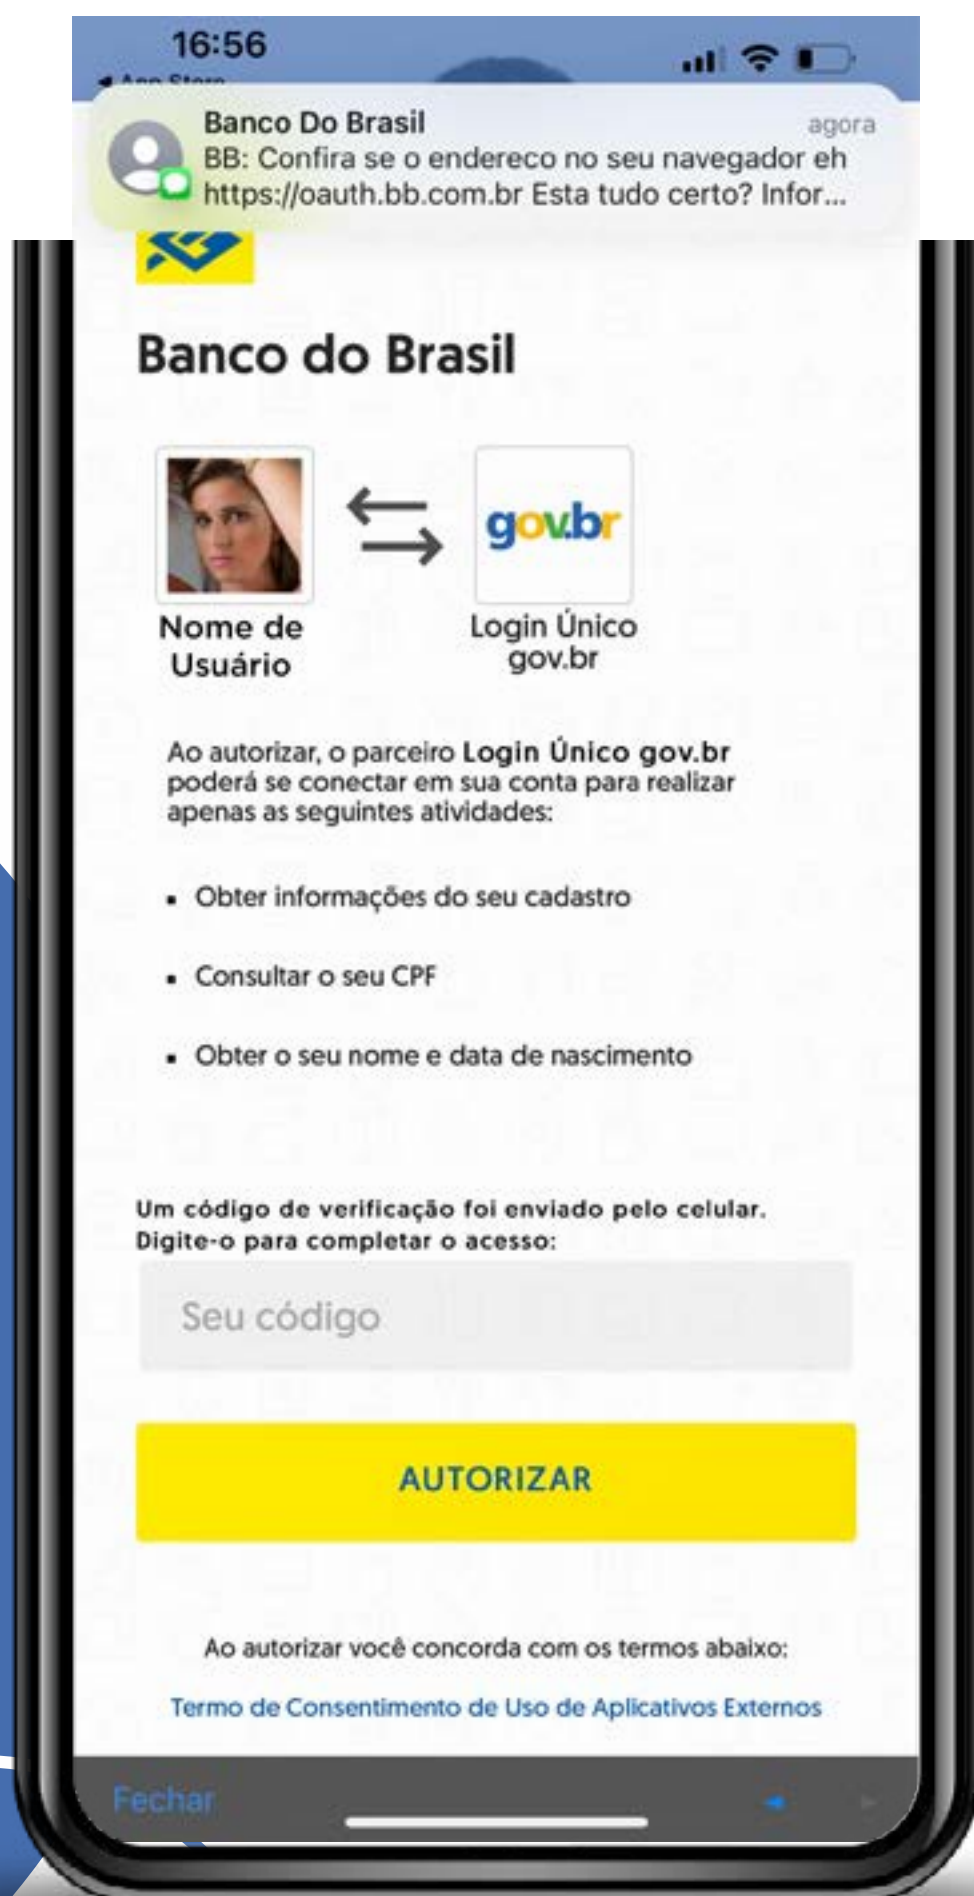 16:56
App Store
Banco Do Brasil
agora
BB: Confira se o endereco no seu navegador eh
https://oauth.bb.com.br Esta tudo certo? Infor...
Banco do Brasil
gov.br
Nome de
Usuário
Login Único
gov.br
Ao autorizar, o parceiro Login Único gov.br
poderá se conectar em sua conta para realizar
apenas as seguintes atividades:
▪ Obter informações do seu cadastro
▪ Consultar o seu CPF
▪ Obter o seu nome e data de nascimento
Um código de verificação foi enviado pelo celular.
Digite-o para completar o acesso:
Seu código
AUTORIZAR
Ao autorizar você concorda com os termos abaixo:
Termo de Consentimento de Uso de Aplicativos Externos
Fechar